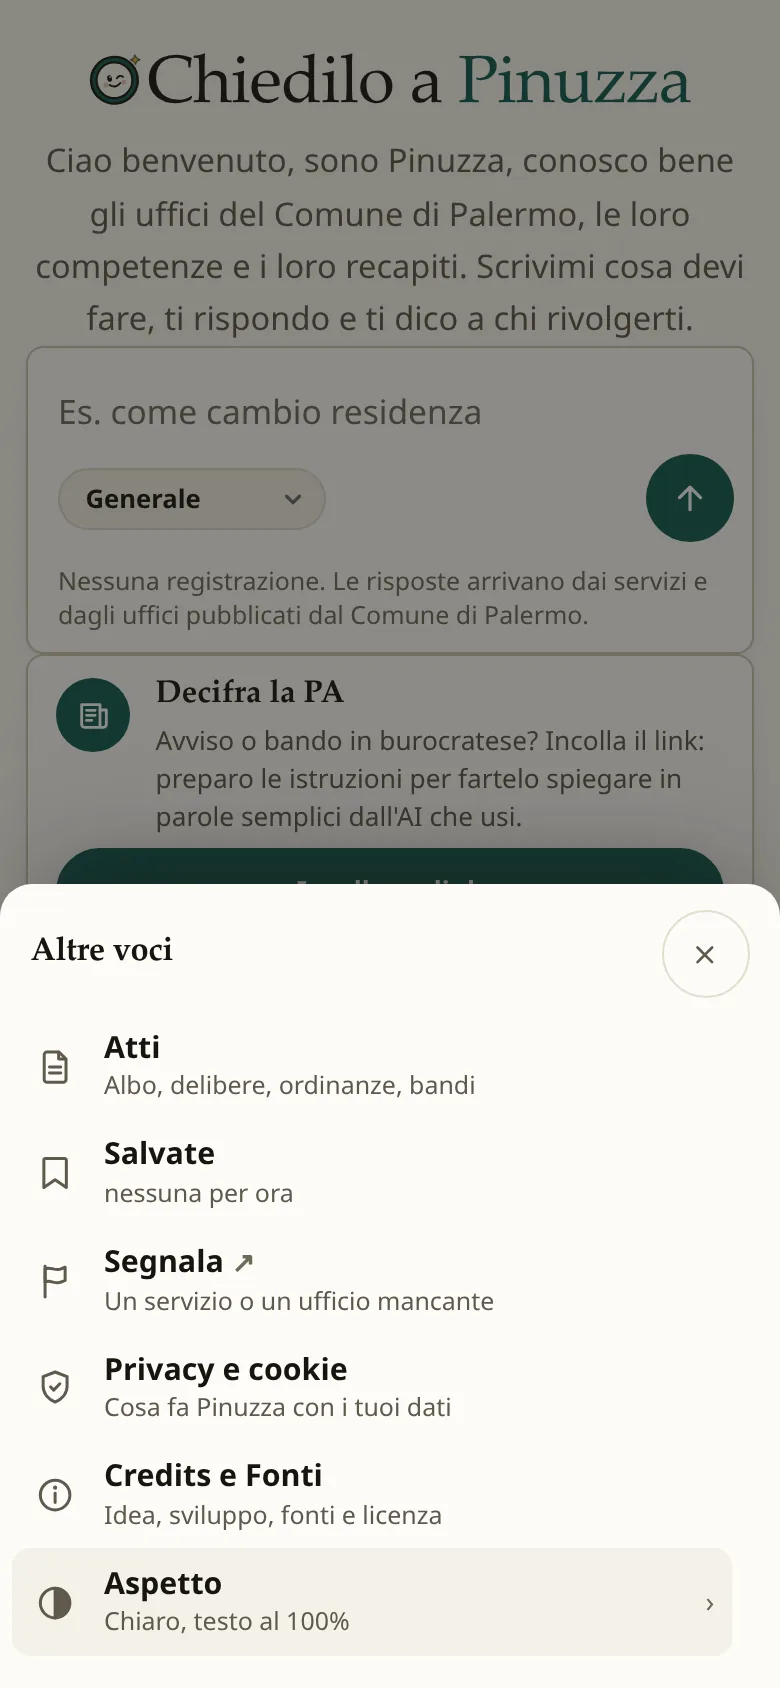 Chiedilo a Pinuzza
Ciao benvenuto, sono Pinuzza, conosco bene
gli uffici del Comune di Palermo, le loro
competenze e i loro recapiti. Scrivimi cosa devi
fare, ti rispondo e ti dico a chi rivolgerti.
Es. come cambio residenza
Generale
Nessuna registrazione. Le risposte arrivano dai servizi e
dagli uffici pubblicati dal Comune di Palermo.
Decifra la PA
Avviso o bando in burocratese? Incolla il link:
preparo le istruzioni per fartelo spiegare in
parole semplici dall'AI che usi.
Altre voci
Atti
Albo, delibere, ordinanze, bandi
Salvate
nessuna per ora
Segnala ↗
Un servizio o un ufficio mancante
Privacy e cookie
Cosa fa Pinuzza con i tuoi dati
Credits e Fonti
Idea, sviluppo, fonti e licenza
Aspetto
Chiaro, testo al 100%